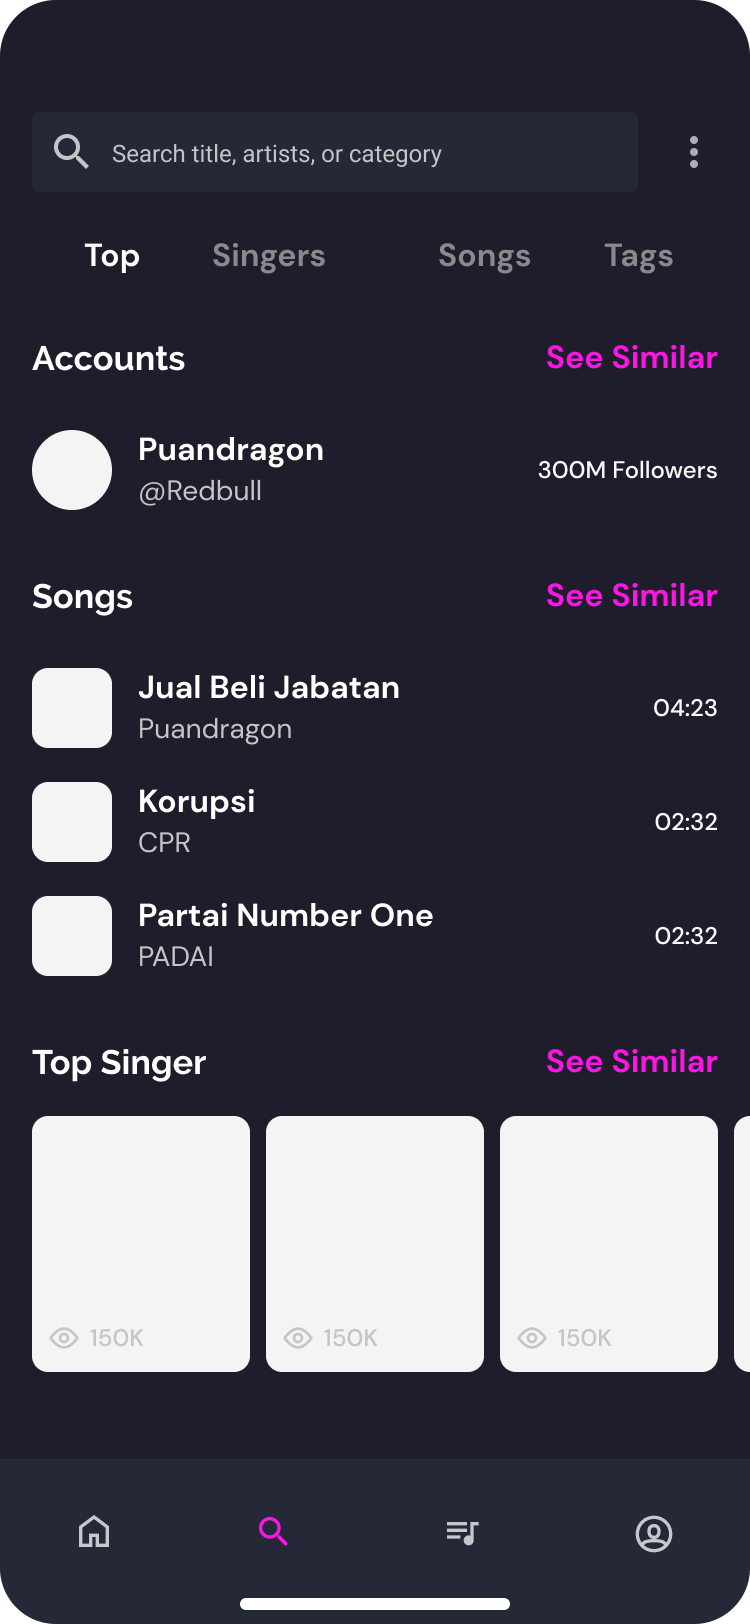 Search title, artists, or category
Top Singers Songs Tags
Accounts See Similar
Puandragon
@Redbull
300M Followers
Songs See Similar
Jual Beli Jabatan
Puandragon
04:23
Korupsi
CPR
02:32
Partai Number One
PADAI
02:32
Top Singer See Similar
150K 150K 150K